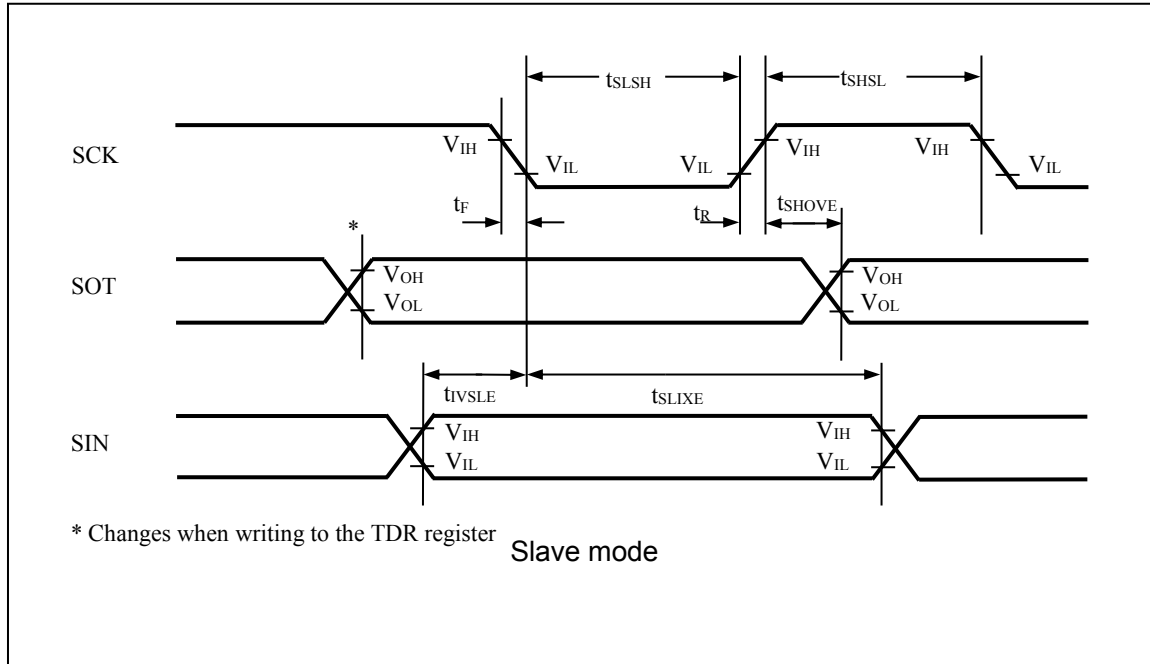 tSLSH
tSHSL
SCK
VIH
VIL
VIL
VIH
VIH
VIL
tF
tR
tSHOVE
*
SOT
VOH
VOL
VOH
VOL
tIVSLE
tSLIXE
SIN
VIH
VIL
VIH
VIL
* Changes when writing to the TDR register
Slave mode